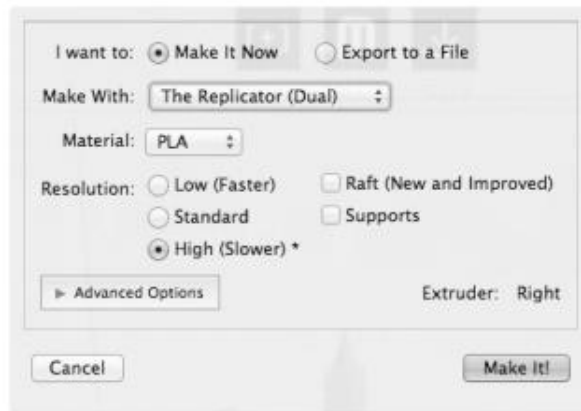 I want to: Make It Now Export to a File
Make With: The Replicator (Dual)
Material: PLA
Resolution: Low (Faster) Raft (New and Improved)
Standard Supports
High (Slower) *
Advanced Options Extruder: Right
Cancel Make It!